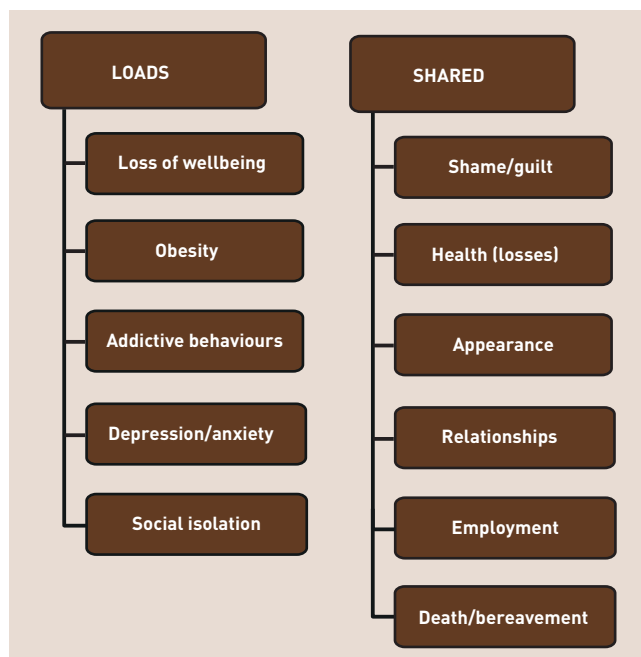 LOADS
Loss of wellbeing
Obesity
Addictive behaviours
Depression/anxiety
Social isolation
SHARED
Shame/guilt
Health (losses)
Appearance
Relationships
Employment
Death/bereavement